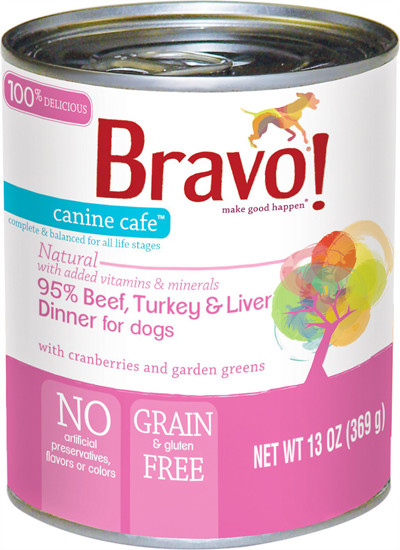 100% DELICIOUS
Bravo!
make good happen®
canine cafe™
complete & balanced for all life stages
Natural
with added vitamins & minerals
95% Beef, Turkey & Liver
Dinner for dogs
with cranberries and garden greens
NO
artificial
preservatives,
flavors or colors
GRAIN
& gluten
FREE
NET WT 13 OZ (369 g)